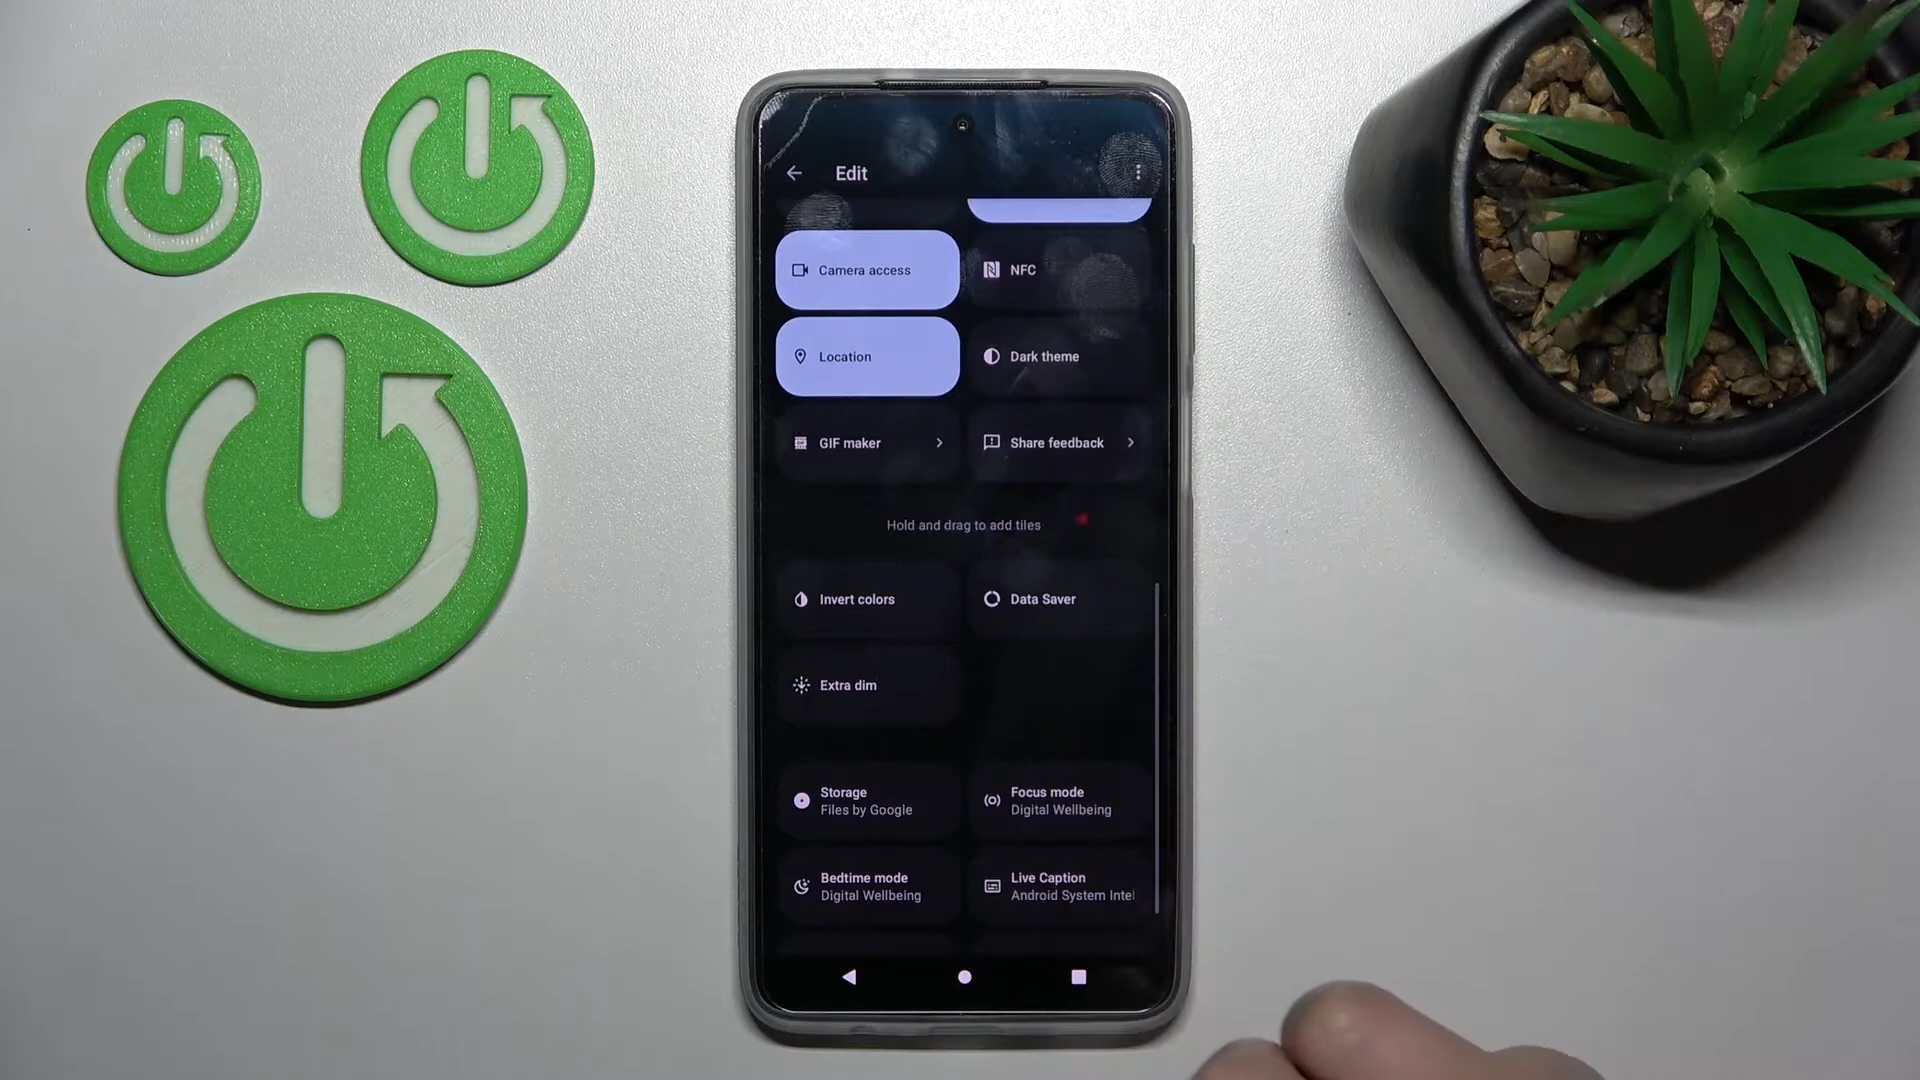 Edit
Camera access
NFC
Location
Dark theme
GIF maker
Share feedback
Hold and drag to add tiles
Invert colors
Data Saver
Extra dim
Storage
Files by Google
Focus mode
Digital Wellbeing
Bedtime mode
Digital Wellbeing
Live Caption
Android System Intel